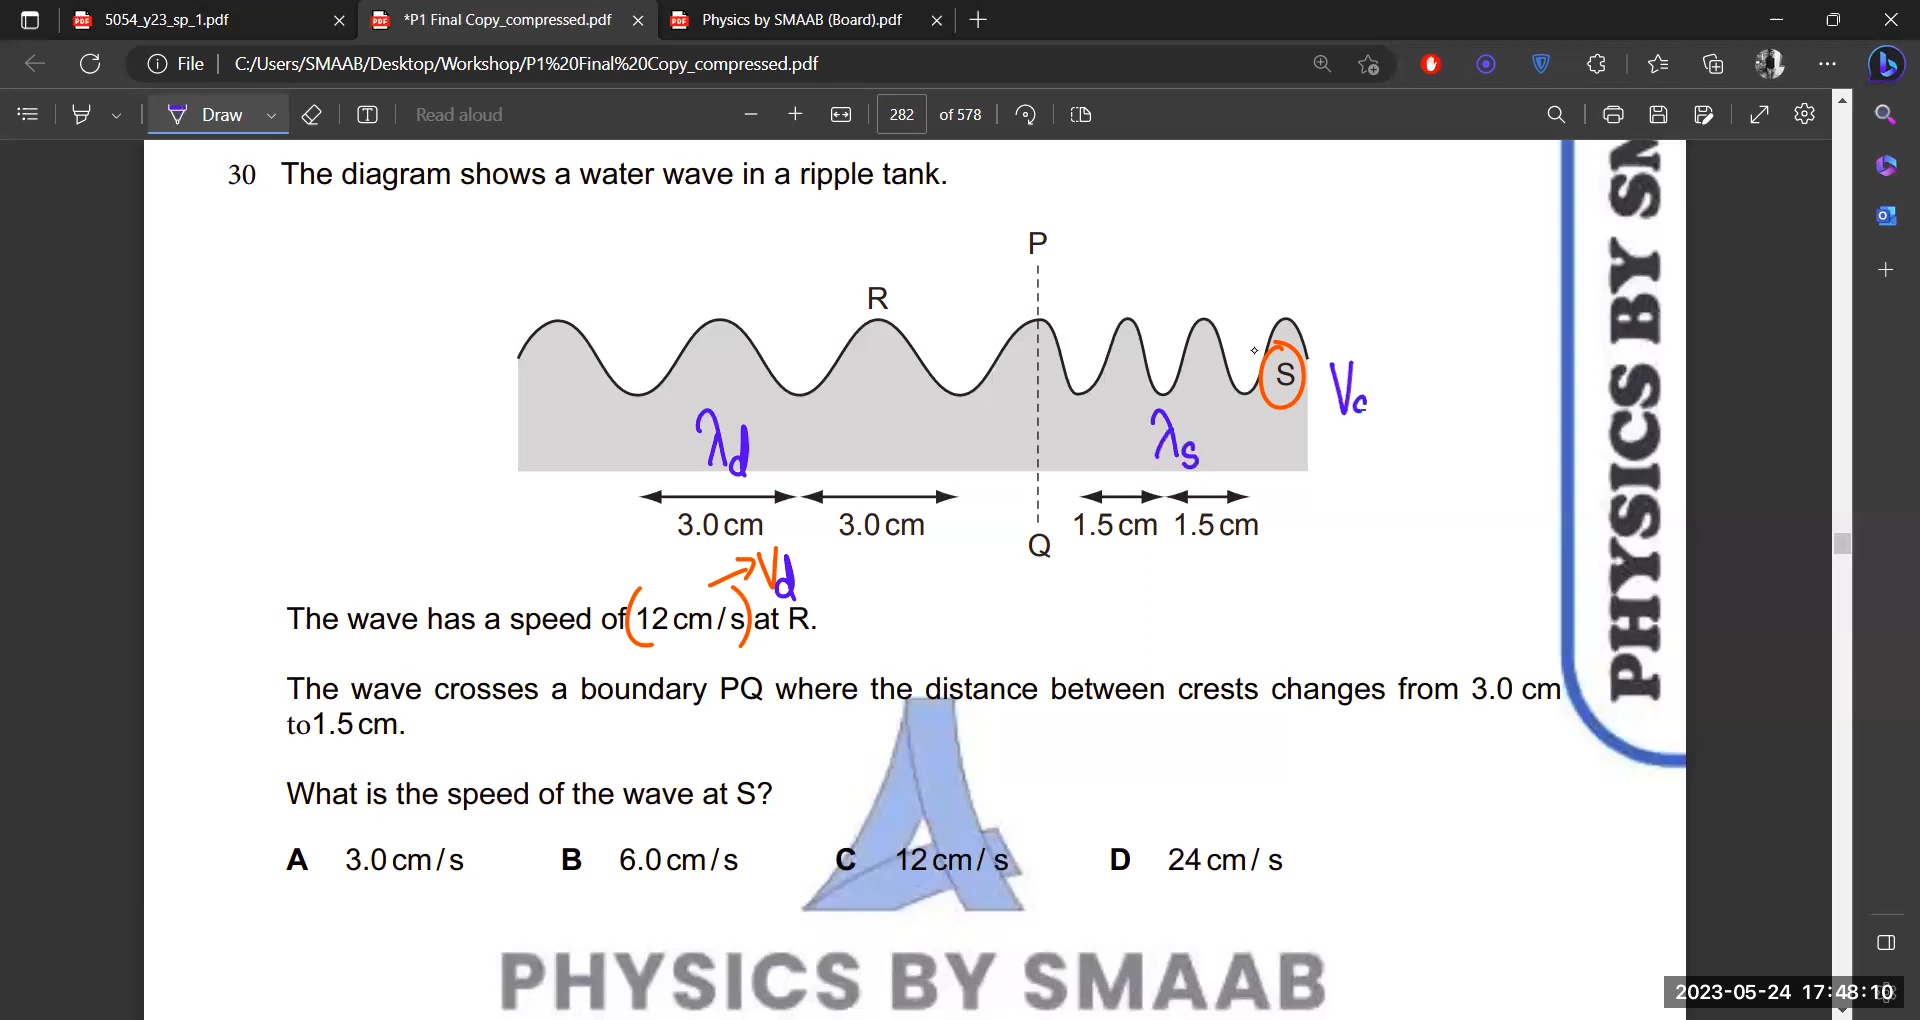 5054_y23_sp_1.pdf
*P1 Final Copy_compressed.pdf
Physics by SMAAB (Board).pdf
File
C:/Users/SMAAB/Desktop/Workshop/P1%20Final%20Copy_compressed.pdf
Draw
Read aloud
282 of 578
30 The diagram shows a water wave in a ripple tank.
P
R
S
λd
λs
3.0 cm 3.0 cm 1.5 cm 1.5 cm
Q
Vd
The wave has a speed of (12 cm / s) at R.
The wave crosses a boundary PQ where the distance between crests changes from 3.0 cm
to1.5 cm.
What is the speed of the wave at S?
A 3.0 cm / s B 6.0 cm / s C 12 cm / s D 24 cm / s
PHYSICS BY SMAAB
PHYSICS BY SM
2023-05-24 17:48:10